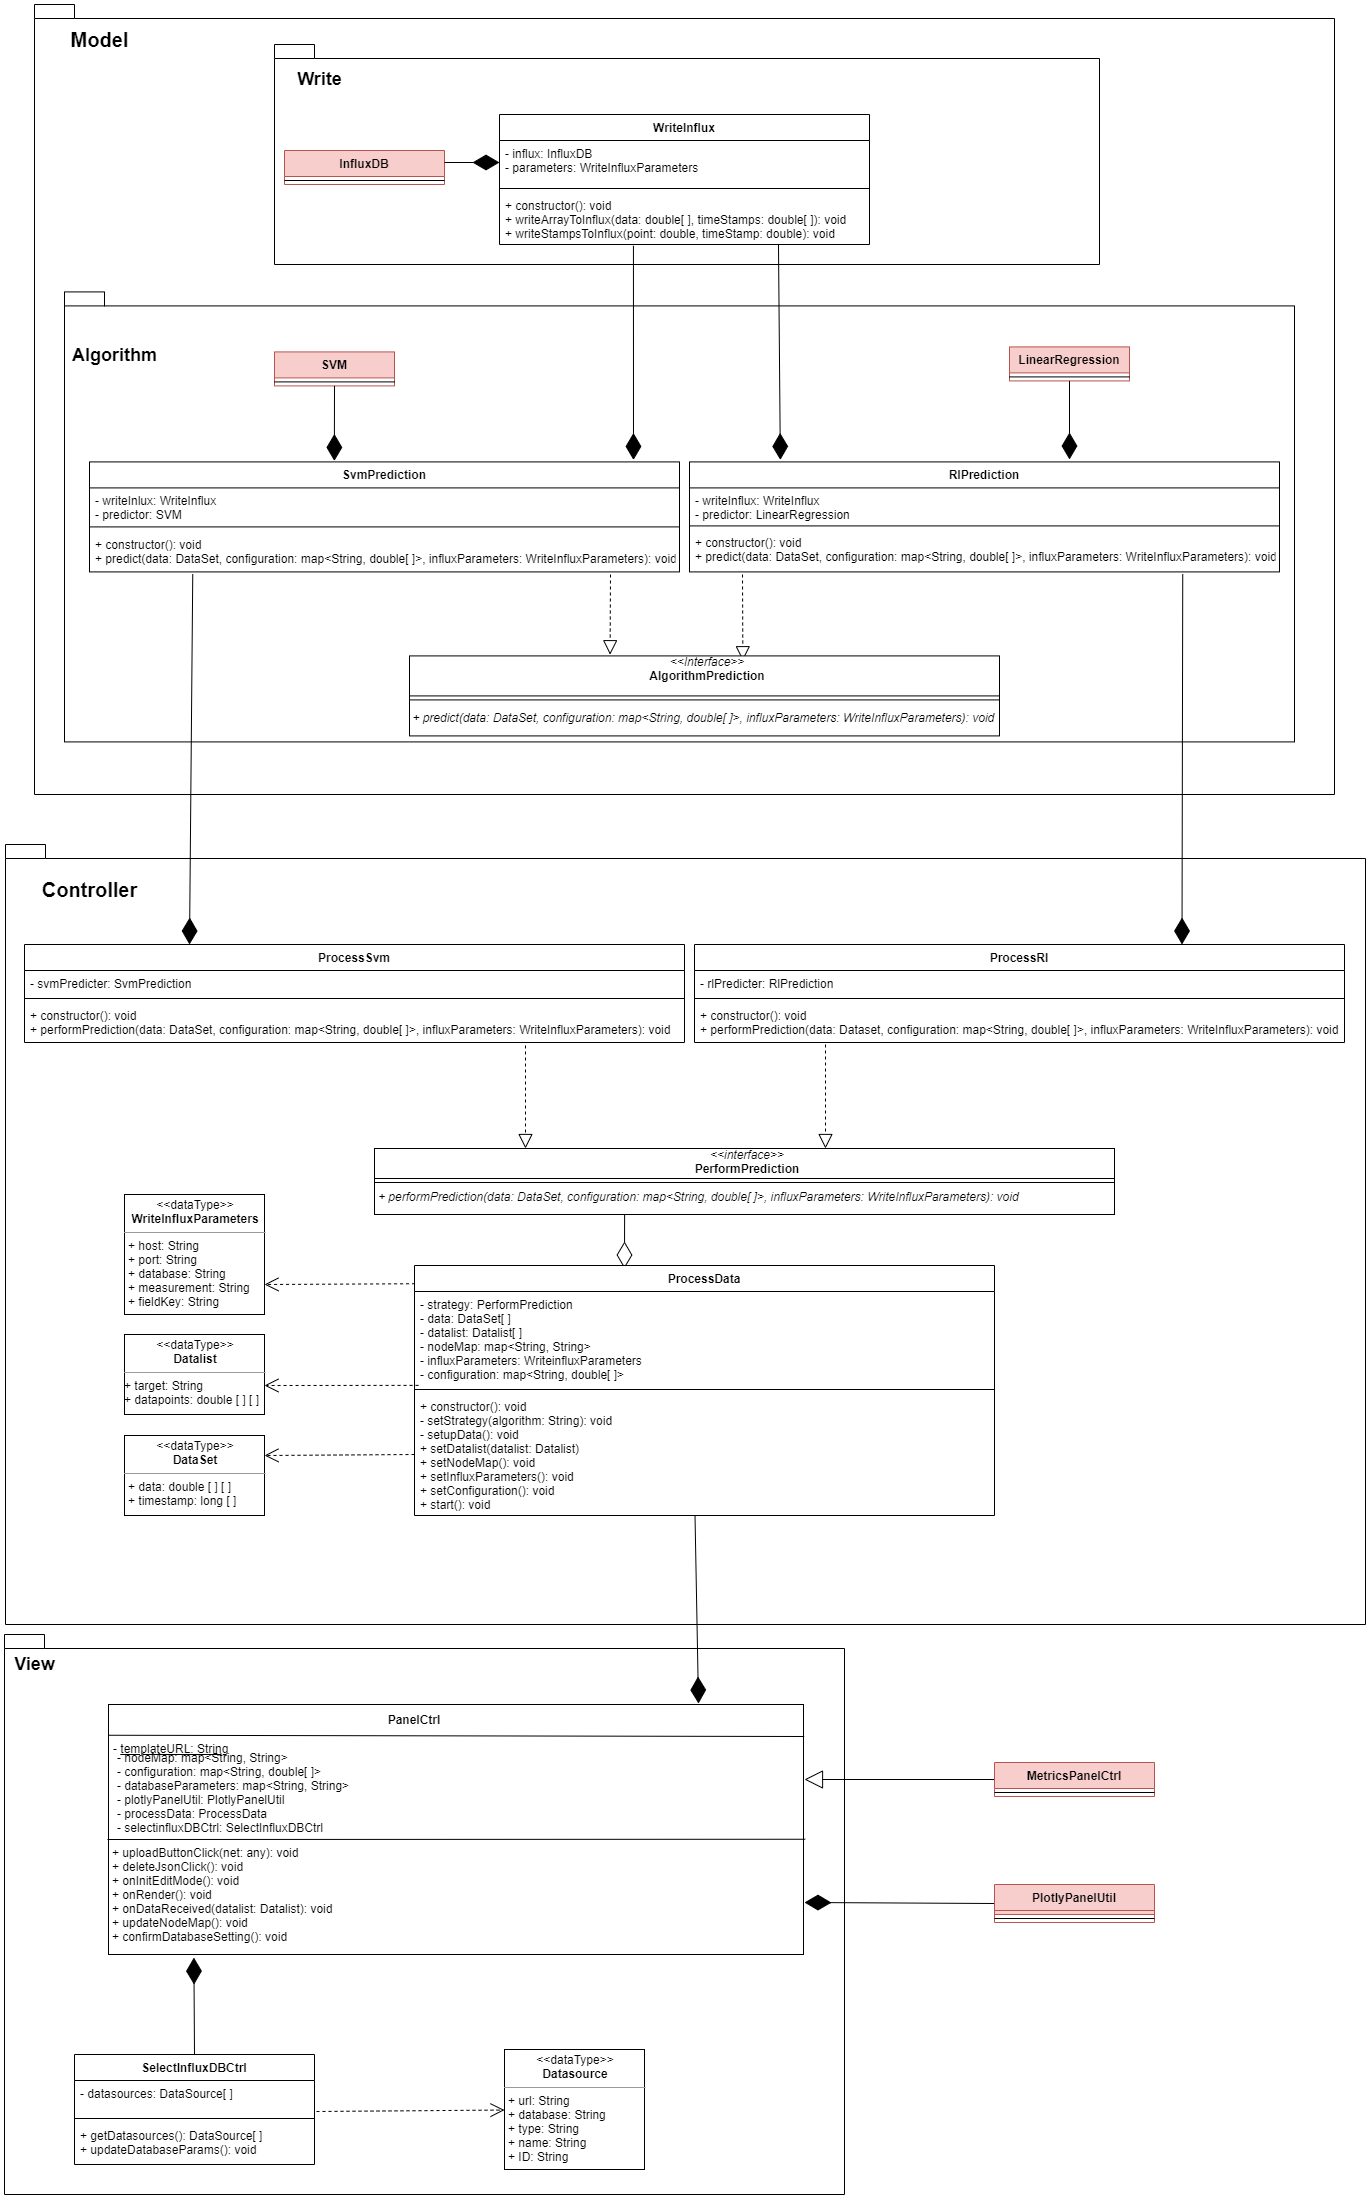 Model
Write
WriteInflux
- influx: InfluxDB
- parameters: WriteInfluxParameters
+ constructor(): void
+ writeArrayToInflux(data: double[ ], timeStamps: double[ ]): void
+ writeStampsToInflux(point: double, timeStamp: double): void
InfluxDB
Algorithm
SVM
LinearRegression
SvmPrediction
- writeInlux: WriteInflux
- predictor: SVM
+ constructor(): void
+ predict(data: DataSet, configuration: map<String, double[ ]>, influxParameters: WriteInfluxParameters): void
RlPrediction
- writeInflux: WriteInflux
- predictor: LinearRegression
+ constructor(): void
+ predict(data: DataSet, configuration: map<String, double[ ]>, influxParameters: WriteInfluxParameters): void
<<Interface>>
AlgorithmPrediction
+ predict(data: DataSet, configuration: map<String, double[ ]>, influxParameters: WriteInfluxParameters): void
Controller
ProcessSvm
- svmPredicter: SvmPrediction
+ constructor(): void
+ performPrediction(data: DataSet, configuration: map<String, double[ ]>, influxParameters: WriteInfluxParameters): void
ProcessRl
- rlPredicter: RlPrediction
+ constructor(): void
+ performPrediction(data: Dataset, configuration: map<String, double[ ]>, influxParameters: WriteInfluxParameters): void
<<interface>>
PerformPrediction
+ performPrediction(data: DataSet, configuration: map<String, double[ ]>, influxParameters: WriteInfluxParameters): void
<<dataType>>
WriteInfluxParameters
+ host: String
+ port: String
+ database: String
+ measurement: String
+ fieldKey: String
<<dataType>>
Datalist
+ target: String
+ datapoints: double [ ] [ ]
<<dataType>>
DataSet
+ data: double [ ] [ ]
+ timestamp: long [ ]
ProcessData
- strategy: PerformPrediction
- data: DataSet[ ]
- datalist: Datalist[ ]
- nodeMap: map<String, String>
- influxParameters: WriteinfluxParameters
- configuration: map<String, double[ ]>
+ constructor(): void
- setStrategy(algorithm: String): void
- setupData(): void
+ setDatalist(datalist: Datalist)
+ setNodeMap(): void
+ setInfluxParameters(): void
+ setConfiguration(): void
+ start(): void
View
PanelCtrl
- templateURL: String
- nodeMap: map<String, String>
- configuration: map<String, double[ ]>
- databaseParameters: map<String, String>
- plotlyPanelUtil: PlotlyPanelUtil
- processData: ProcessData
- selectinfluxDBCtrl: SelectInfluxDBCtrl
+ uploadButtonClick(net: any): void
+ deleteJsonClick(): void
+ onInitEditMode(): void
+ onRender(): void
+ onDataReceived(datalist: Datalist): void
+ updateNodeMap(): void
+ confirmDatabaseSetting(): void
MetricsPanelCtrl
PlotlyPanelUtil
SelectInfluxDBCtrl
- datasources: DataSource[ ]
+ getDatasources(): DataSource[ ]
+ updateDatabaseParams(): void
<<dataType>>
Datasource
+ url: String
+ database: String
+ type: String
+ name: String
+ ID: String